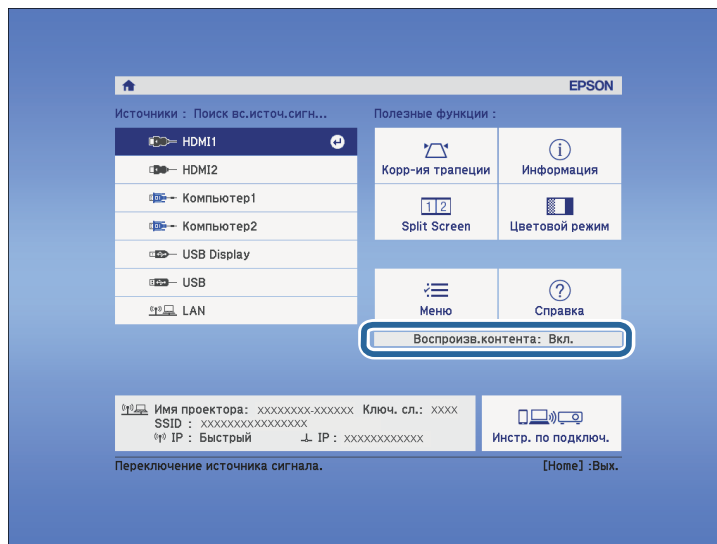 EPSON
Источники : Поиск вс.источ.сигн...
Полезные функции :
HDMI1
HDMI2
Компьютер1
Компьютер2
USB Display
USB
LAN
Корр-ия трапеции
Информация
1 2
Split Screen
Цветовой режим
Меню
Справка
Воспроизв.контента: Вкл.
Имя проектора: XXXXXXXX-XXXXXX Ключ. сл.: XXXX
SSID : XXXXXXXXXXXXXXXX
IP : Быстрый IP : XXXXXXXXXXXX
Инстр. по подключ.
Переключение источника сигнала.
[Home] :Вых.